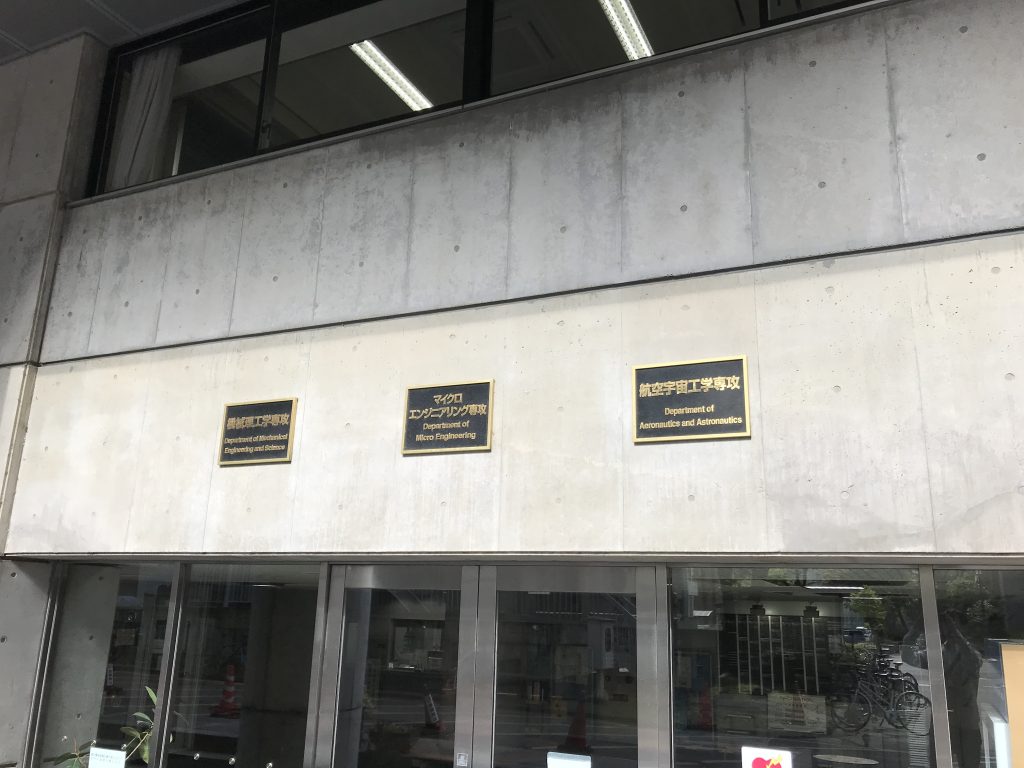 機械理工学専攻
Department of Mechanical
Engineering and Science
マイクロ
エンジニアリング専攻
Department of
Micro Engineering
航空宇宙工学専攻
Department of
Aeronautics and Astronautics